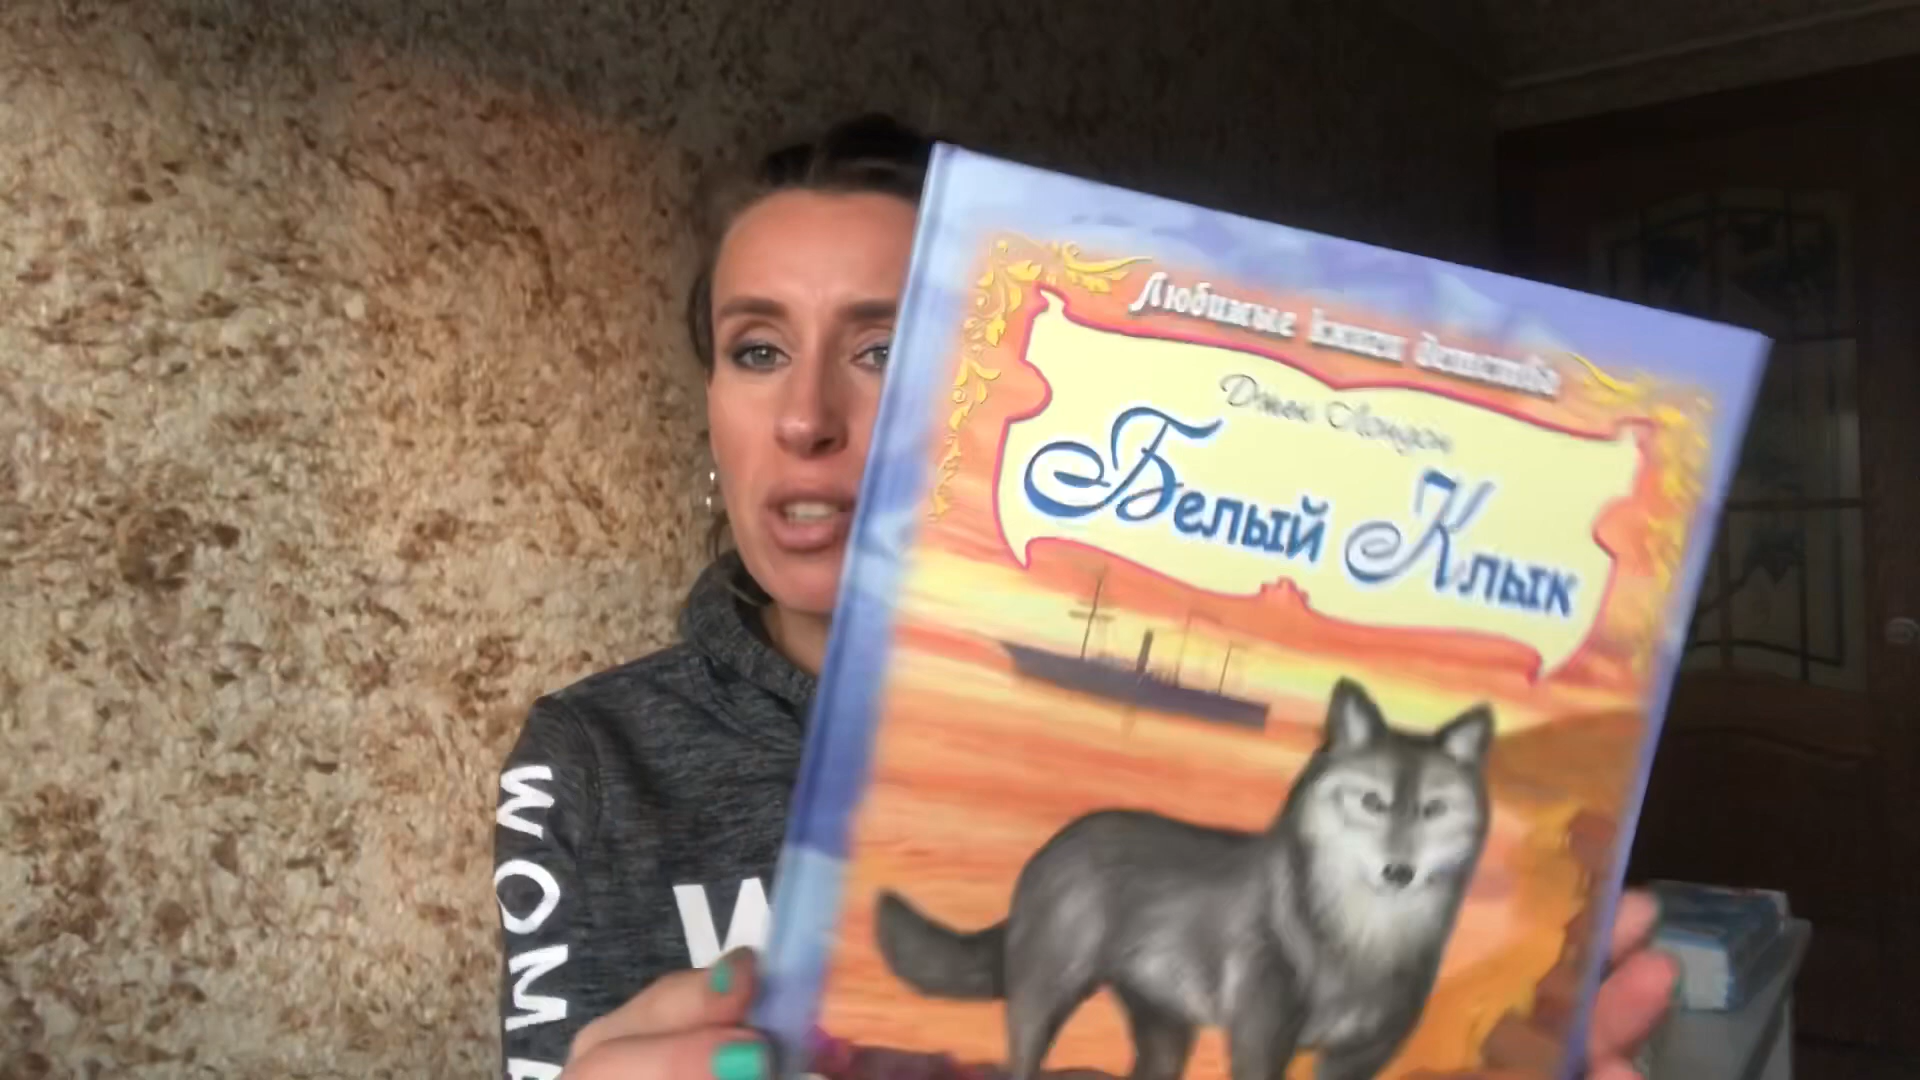 Любимые книги детства
Джек Лондон
Белый Клык
WOMA
W